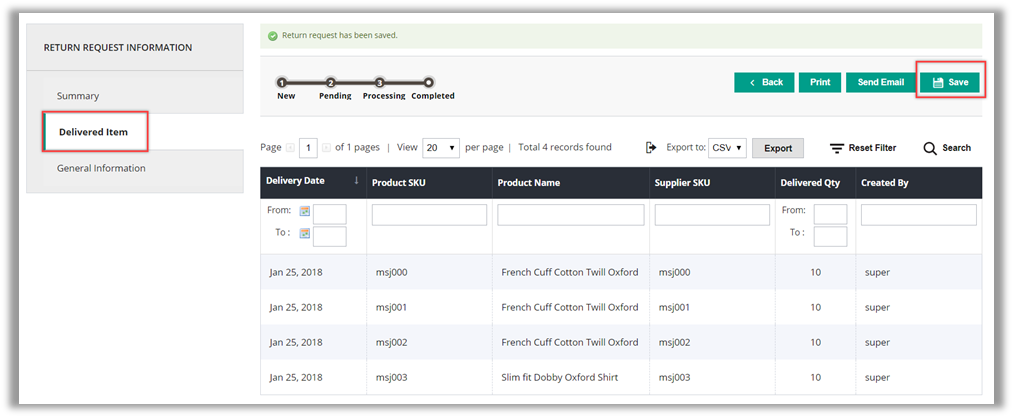 RETURN REQUEST INFORMATION
Summary
Delivered Item
General Information
Return request has been saved.
1 2 3
New Pending Processing Completed
Back Print Send Email Save
Page 1 of 1 pages | View 20 per page | Total 4 records found Export to: CSV Export Reset Filter Search
Delivery Date Product SKU Product Name Supplier SKU Delivered Qty Created By
From: From:
To : To :
Jan 25, 2018 msj000 French Cuff Cotton Twill Oxford msj000 10 super
Jan 25, 2018 msj001 French Cuff Cotton Twill Oxford msj001 10 super
Jan 25, 2018 msj002 French Cuff Cotton Twill Oxford msj002 10 super
Jan 25, 2018 msj003 Slim fit Dobby Oxford Shirt msj003 10 super